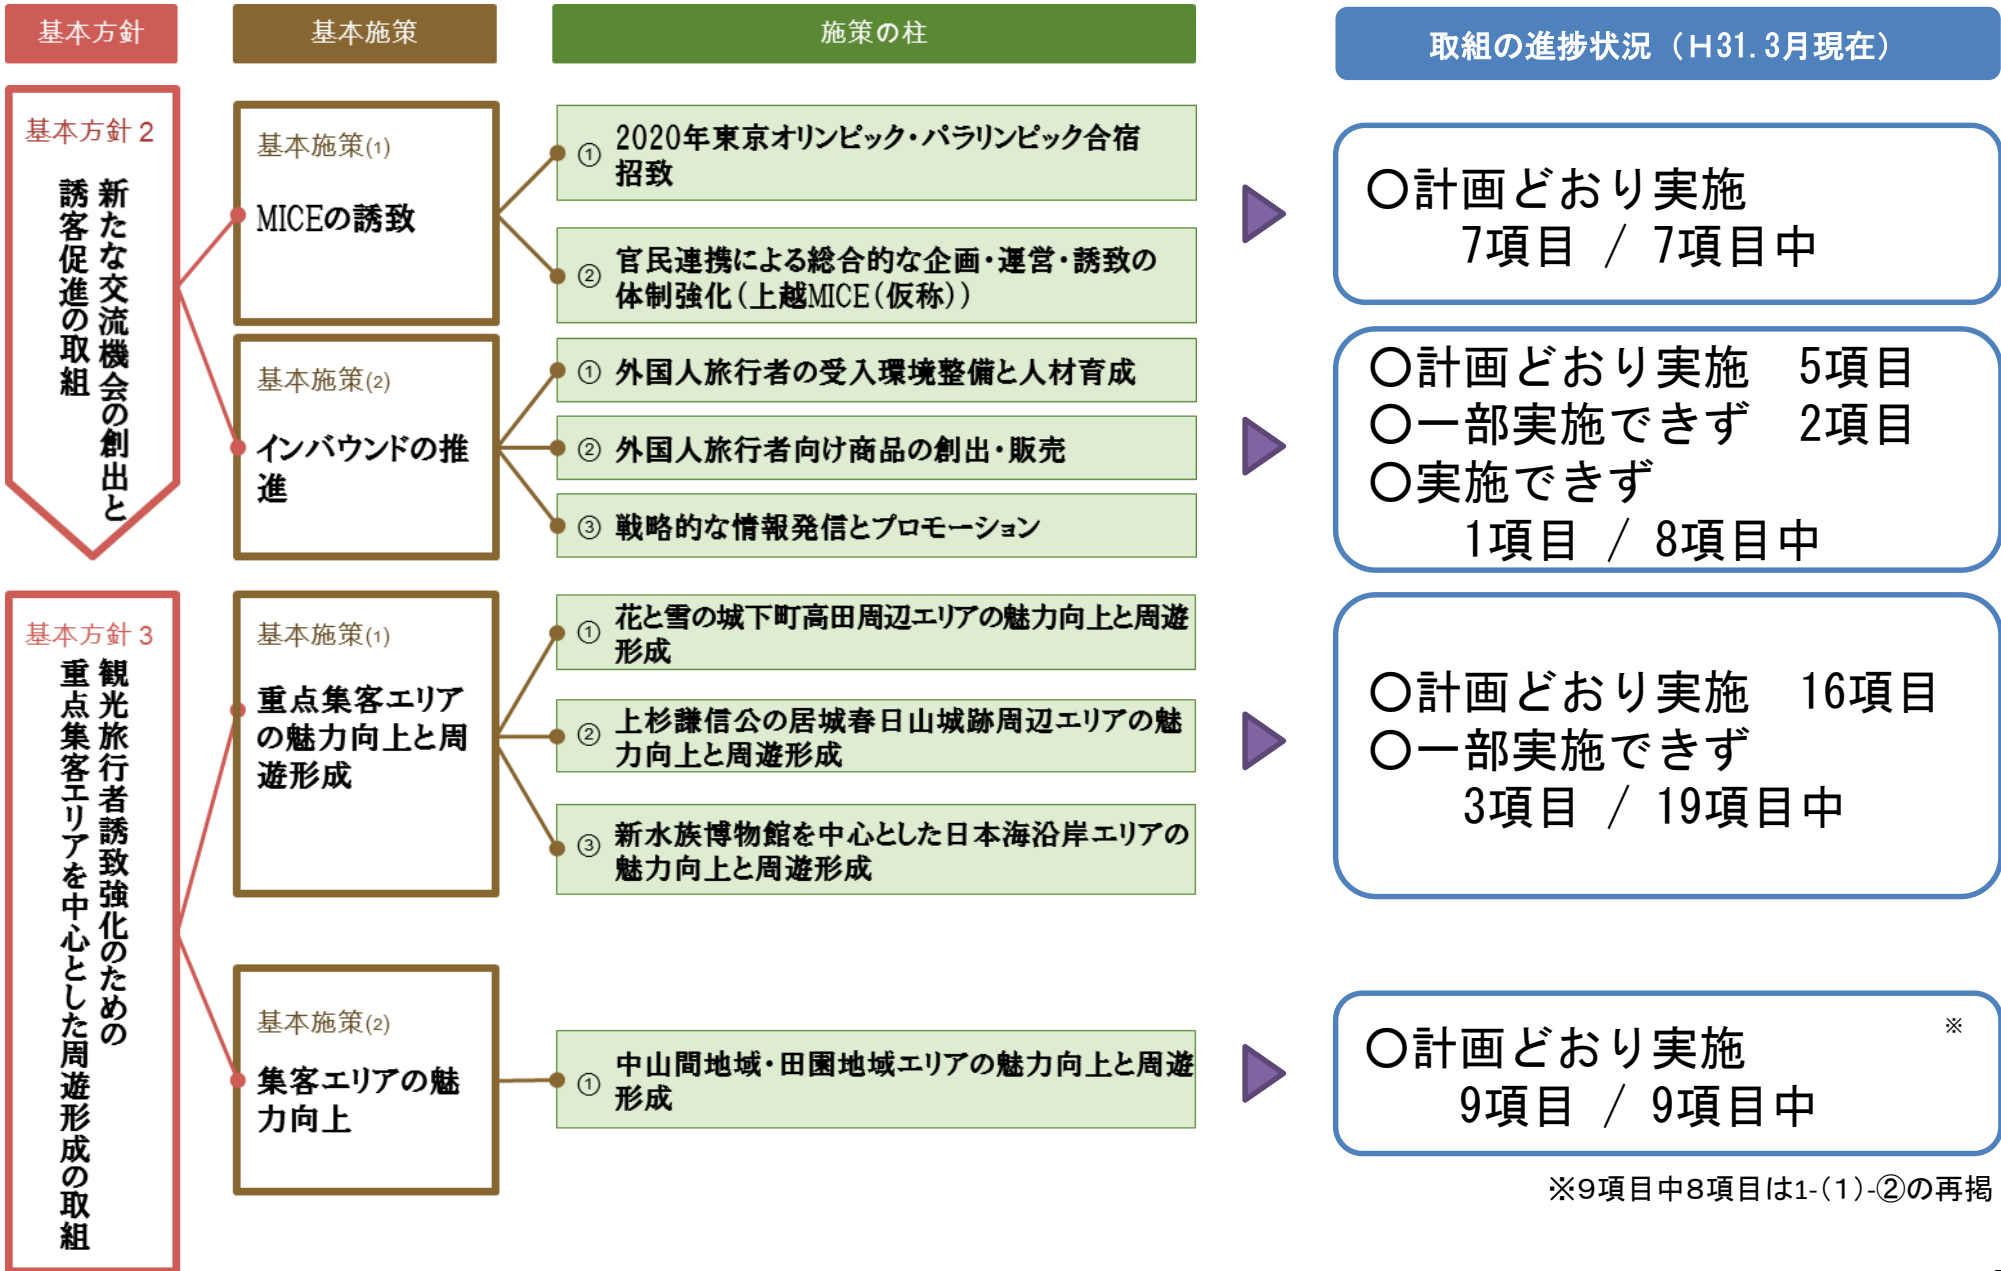 基本方針
基本施策
施策の柱
取組の進捗状況（H31.3月現在）
基本方針２
新たな交流機会の創出と
誘客促進の取組
基本施策(1)
MICEの誘致
① 2020年東京オリンピック・パラリンピック合宿
招致
② 官民連携による総合的な企画・運営・誘致の
体制強化（上越MICE（仮称））
〇計画どおり実施
7項目 / 7項目中
基本施策(2)
インバウンドの推
進
① 外国人旅行者の受入環境整備と人材育成
② 外国人旅行者向け商品の創出・販売
③ 戦略的な情報発信とプロモーション
〇計画どおり実施　5項目
〇一部実施できず　2項目
〇実施できず
1項目 / 8項目中
基本方針３
観光旅行者誘致強化のための
重点集客エリアを中心とした周遊形成の取組
基本施策(1)
重点集客エリア
の魅力向上と周
遊形成
① 花と雪の城下町高田周辺エリアの魅力向上と周遊
形成
② 上杉謙信公の居城春日山城跡周辺エリアの魅
力向上と周遊形成
③ 新水族博物館を中心とした日本海沿岸エリアの
魅力向上と周遊形成
〇計画どおり実施　16項目
〇一部実施できず
3項目 / 19項目中
基本施策(2)
集客エリアの魅
力向上
① 中山間地域・田園地域エリアの魅力向上と周遊
形成
〇計画どおり実施　※
9項目 / 9項目中
※９項目中８項目は1-(１)-②の再掲